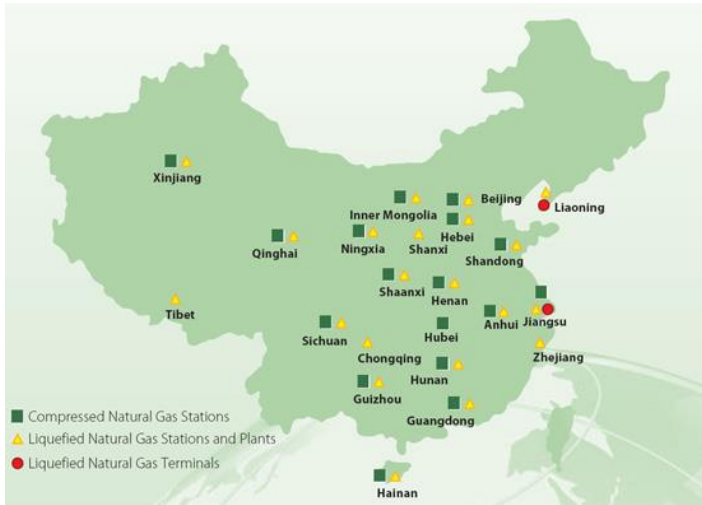 Xinjiang
Inner Mongolia
Beijing
Liaoning
Hebei
Qinghai
Ningxia
Shanxi
Shandong
Shaanxi
Henan
Tibet
Sichuan
Hubei
Anhui
Jiangsu
Chongqing
Zhejiang
Hunan
Guizhou
Guangdong
Hainan
Compressed Natural Gas Stations
Liquefied Natural Gas Stations and Plants
Liquefied Natural Gas Terminals